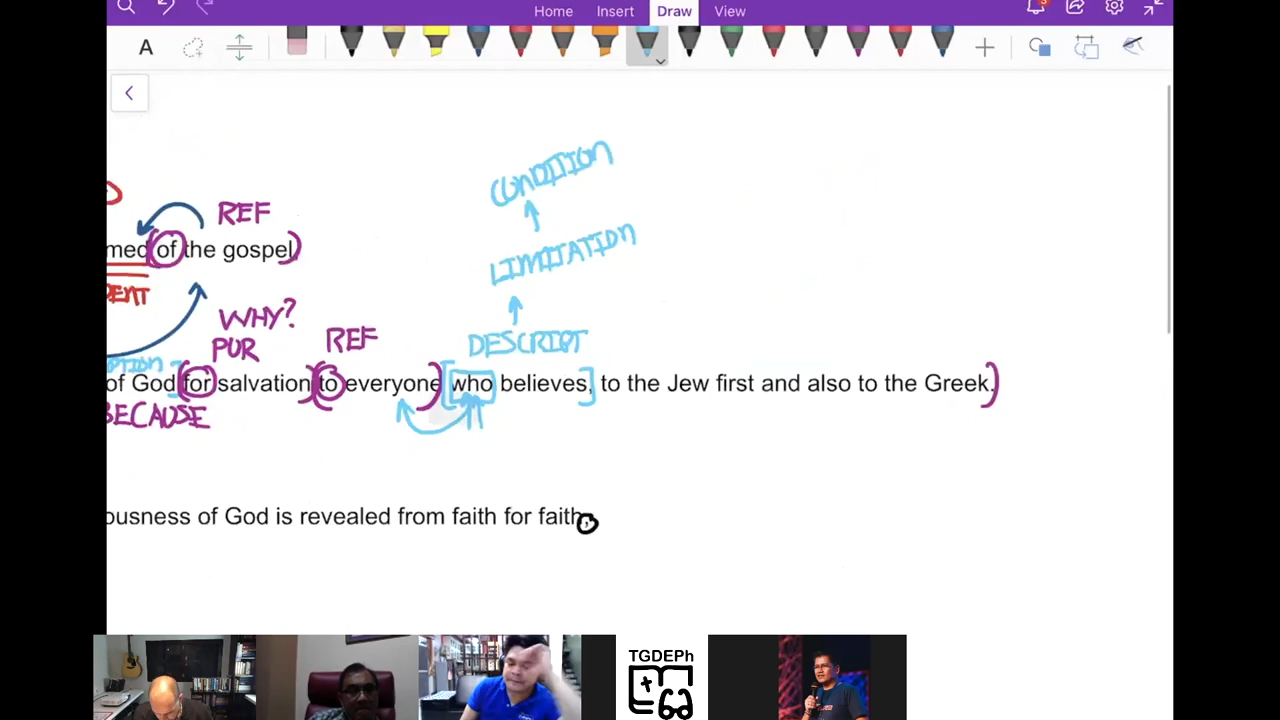 Home Insert Draw View
A
CONDITION
REF
LIMITATION
med of the gospel,)
WHY?
PUR
REF
DESCRIPT
of God (for salvation) (to everyone) [who believes,] to the Jew first and also to the Greek.)
BECAUSE
ousness of God is revealed from faith for faith,
TGDEPh